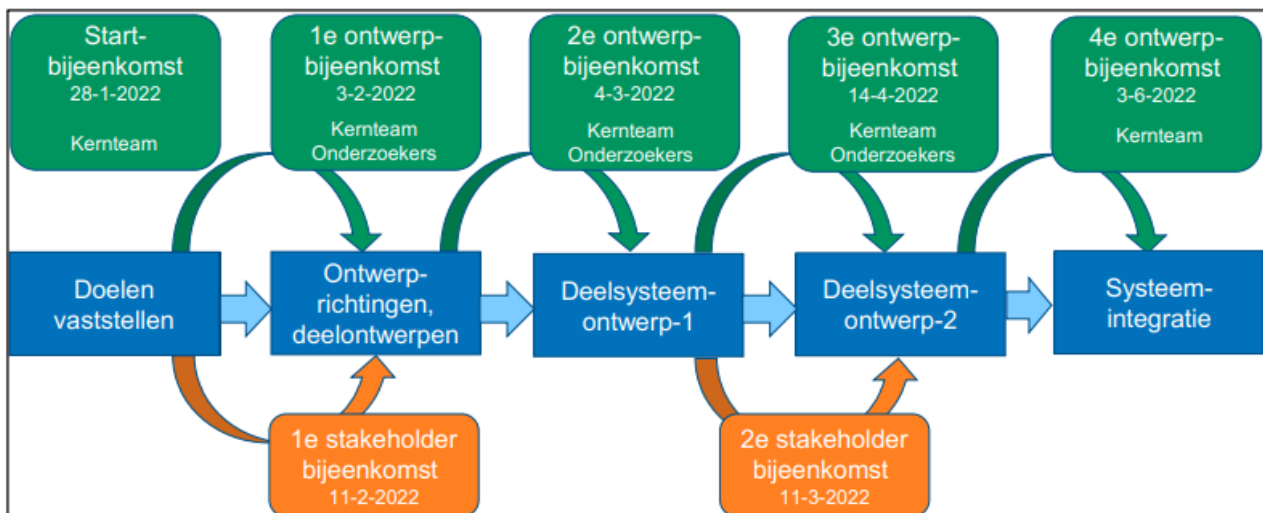 Start-
bijeenkomst
28-1-2022
Kernteam
1e ontwerp-
bijeenkomst
3-2-2022
Kernteam
Onderzoekers
2e ontwerp-
bijeenkomst
4-3-2022
Kernteam
Onderzoekers
3e ontwerp-
bijeenkomst
14-4-2022
Kernteam
Onderzoekers
4e ontwerp-
bijeenkomst
3-6-2022
Kernteam
Doelen
vaststellen
Ontwerp-
richtingen,
deelontwerpen
Deelsysteem-
ontwerp-1
Deelsysteem-
ontwerp-2
Systeem-
integratie
1e stakeholder
bijeenkomst
11-2-2022
2e stakeholder
bijeenkomst
11-3-2022